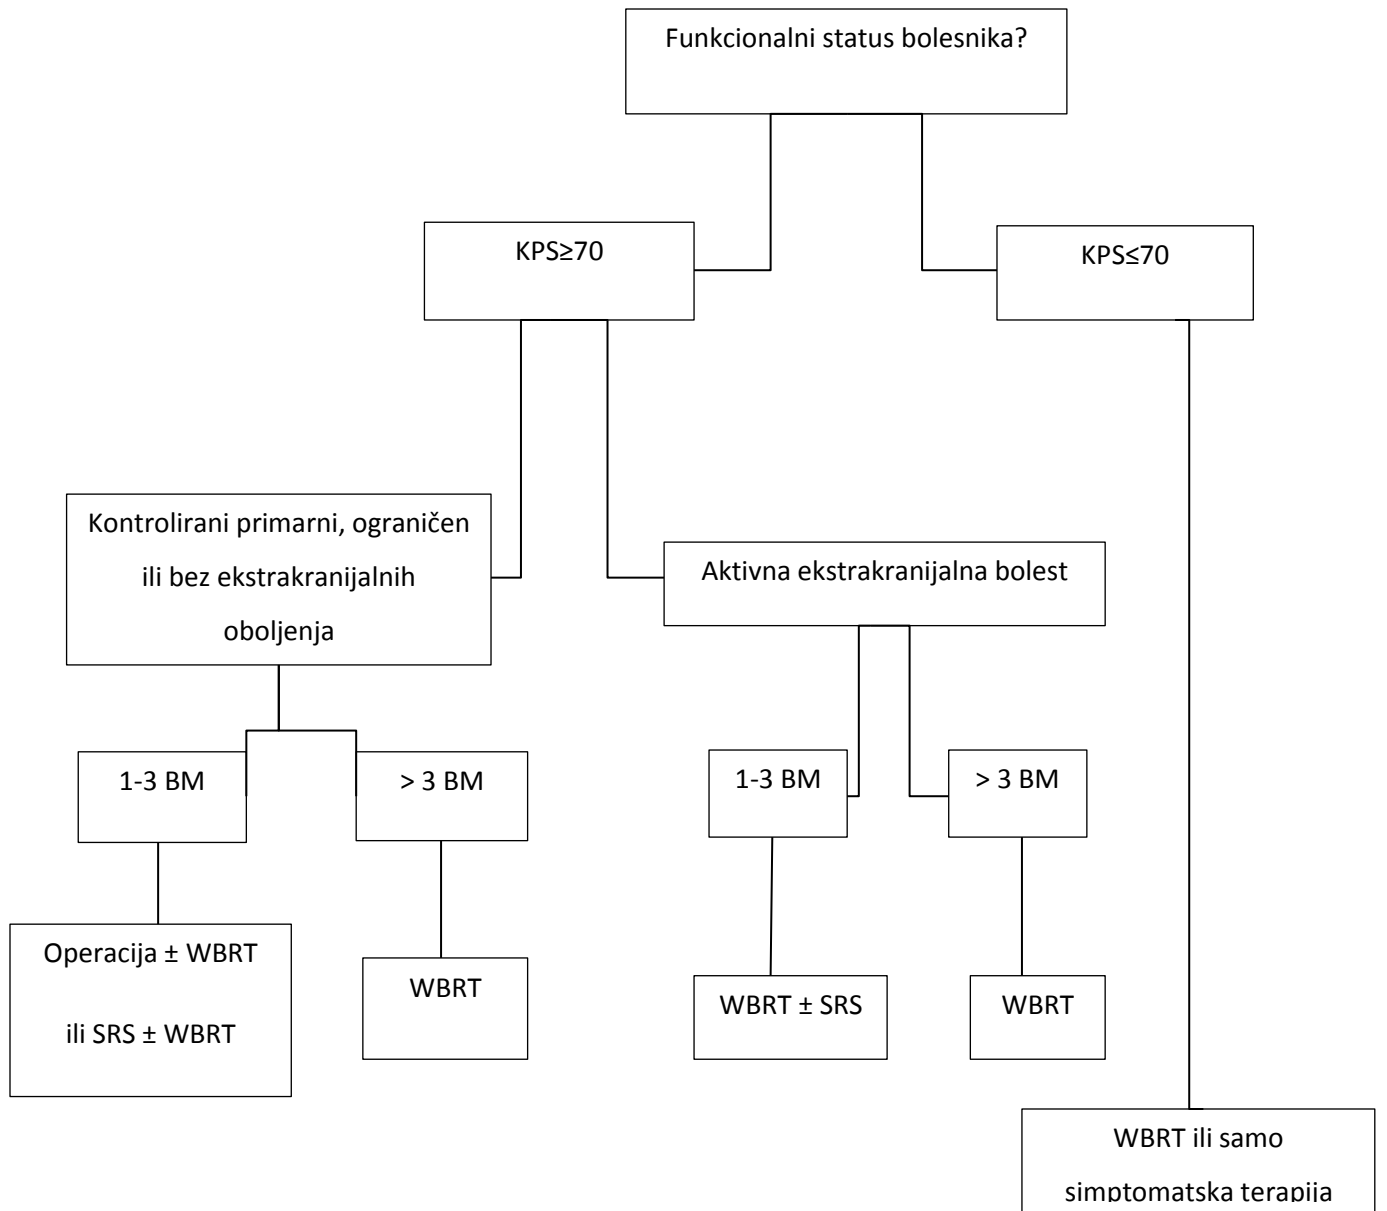 Funkcionalni status bolesnika?
KPS≥70
KPS≤70
Kontrolirani primarni, ograničen
ili bez ekstrakranijalnih
oboljenja
Aktivna ekstrakranijalna bolest
1-3 BM
> 3 BM
1-3 BM
> 3 BM
Operacija ± WBRT
ili SRS ± WBRT
WBRT
WBRT ± SRS
WBRT
WBRT ili samo
simptomatska terapija